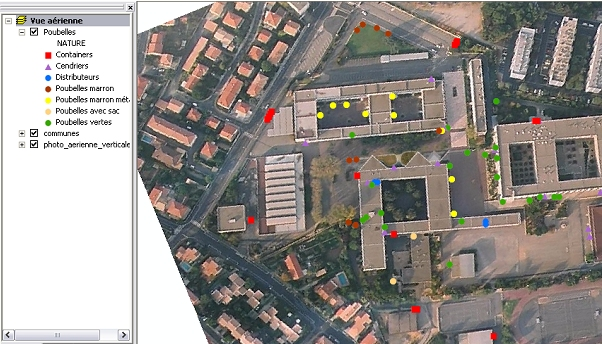 Vue aérienne
Poubelles
NATURE
Containers
Cendriers
Distributeurs
Poubelles marron
Poubelles marron mét
Poubelles avec sac
Poubelles vertes
communes
photo_aerienne_verticale